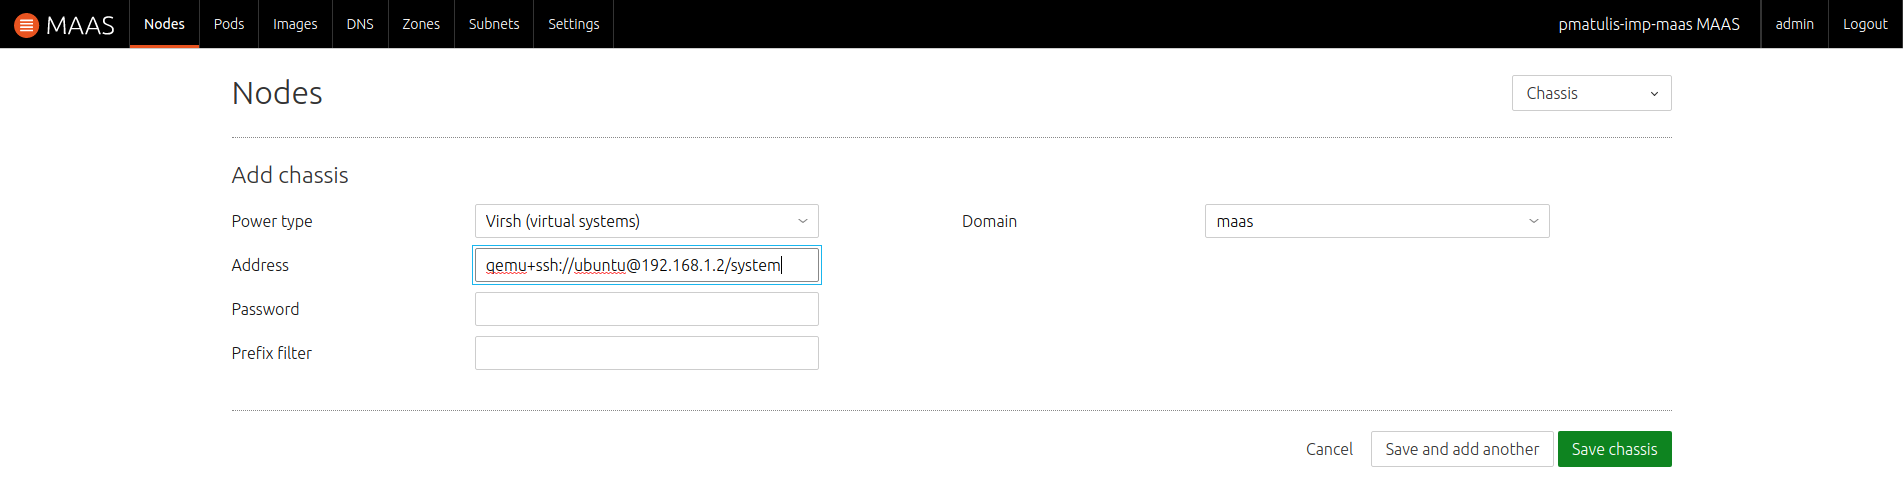 MAAS Nodes Pods Images DNS Zones Subnets Settings pmatulis-imp-maas MAAS admin Logout
Nodes Chassis
Add chassis
Power type Virsh (virtual systems) Domain maas
Address qemu+ssh://ubuntu@192.168.1.2/system
Password
Prefix filter
Cancel Save and add another Save chassis